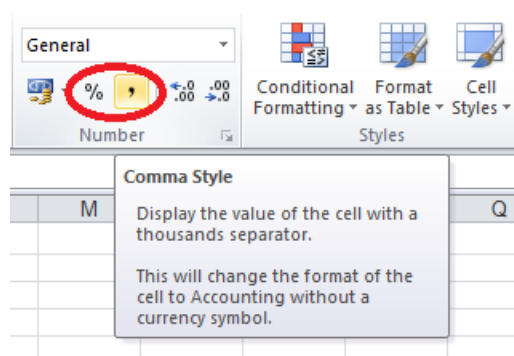 General
% , .0 .00 .00 .0
Conditional Format Cell
Formatting as Table Styles
Number Styles
Comma Style
M Q
Display the value of the cell with a
thousands separator.
This will change the format of the
cell to Accounting without a
currency symbol.